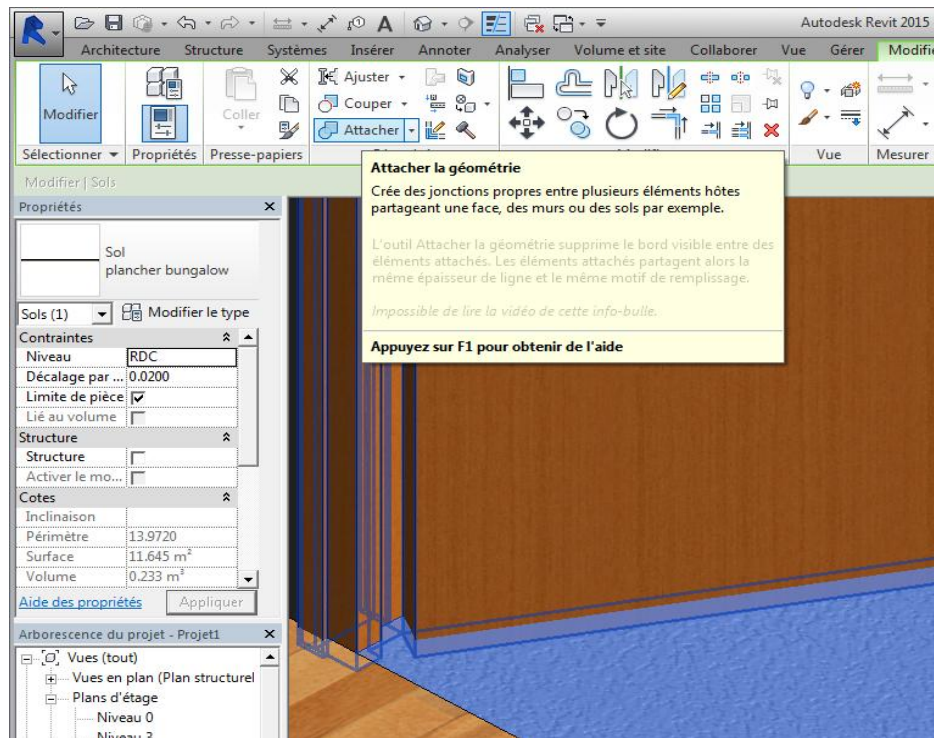 Autodesk Revit 2015
Architecture Structure Systèmes Insérer Annoter Analyser Volume et site Collaborer Vue Gérer Modifie
Modifier
Coller
Ajuster
Couper
Attacher
Sélectionner Propriétés Presse-papiers
Vue Mesurer
Modifier | Sols
Attacher la géométrie
Crée des jonctions propres entre plusieurs éléments hôtes
partageant une face, des murs ou des sols par exemple.
L'outil Attacher la géométrie supprime le bord visible entre des
éléments attachés. Les éléments attachés partagent alors la
même épaisseur de ligne et le même motif de remplissage.
Impossible de lire la vidéo de cette info-bulle.
Appuyez sur F1 pour obtenir de l'aide
Propriétés
Sol
plancher bungalow
Sols (1) Modifier le type
Contraintes
Niveau RDC
Décalage par ... 0.0200
Limite de pièce
Lié au volume
Structure
Structure
Activer le mo...
Cotes
Inclinaison
Périmètre 13.9720
Surface 11.645 m²
Volume 0.233 m³
Aide des propriétés Appliquer
Arborescence du projet - Projet1
Vues (tout)
Vues en plan (Plan structurel
Plans d'étage
Niveau 0
Niveau 3